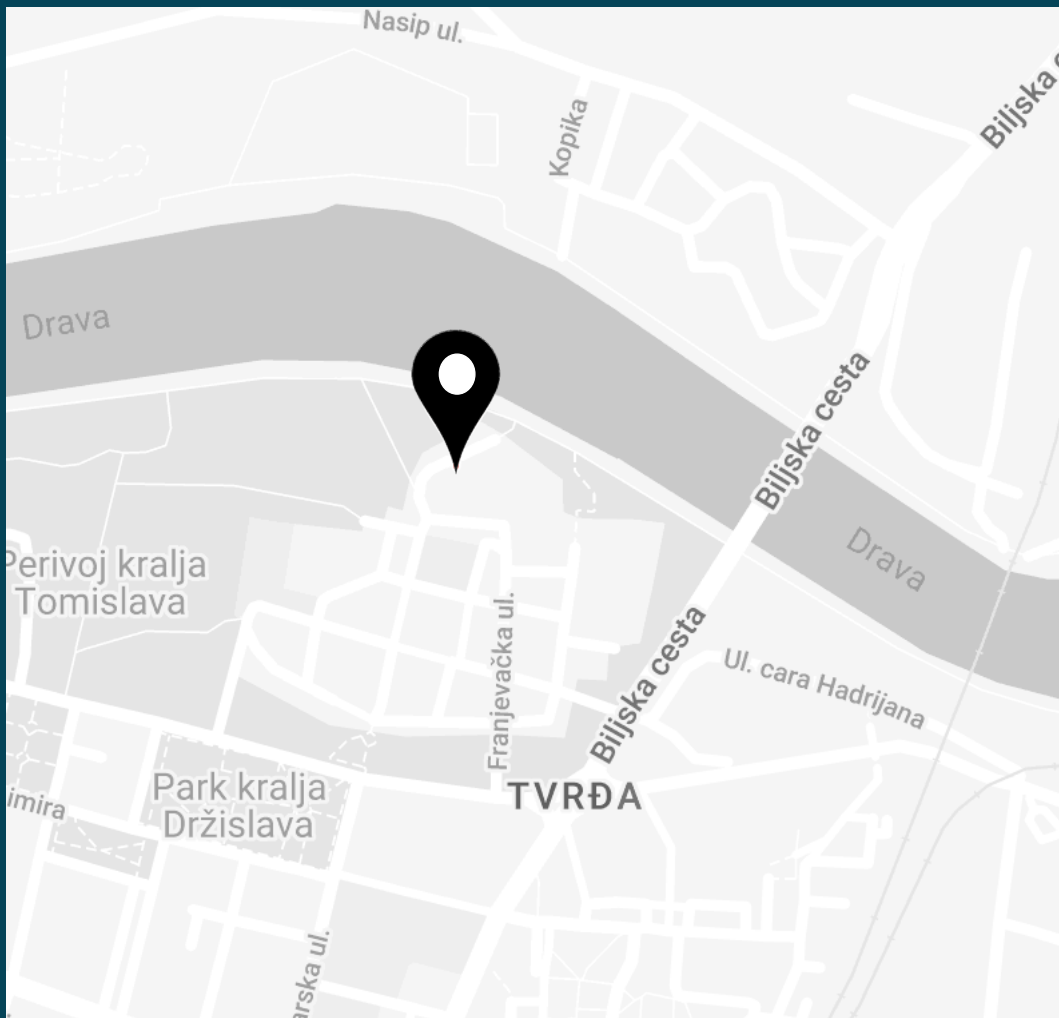 Nasip ul.
Biljska c
Kopika
Drava
Biljska cesta
Drava
Perivoj kralja
Tomislava
Franjevačka ul.
Biljska cesta
Ul. cara Hadrijana
Park kralja
Držislava
TVRĐA
imira
arska ul.